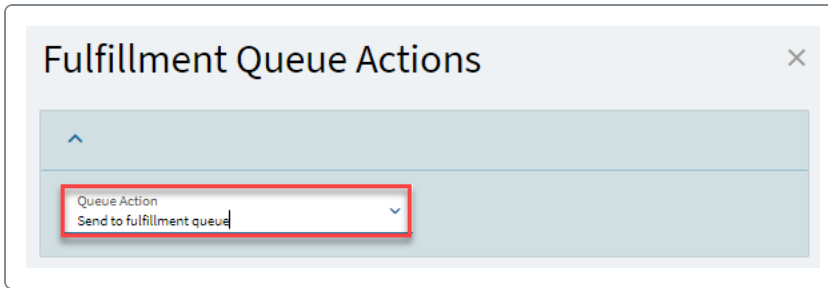 Fulfillment Queue Actions
Queue Action
Send to fulfillment queue